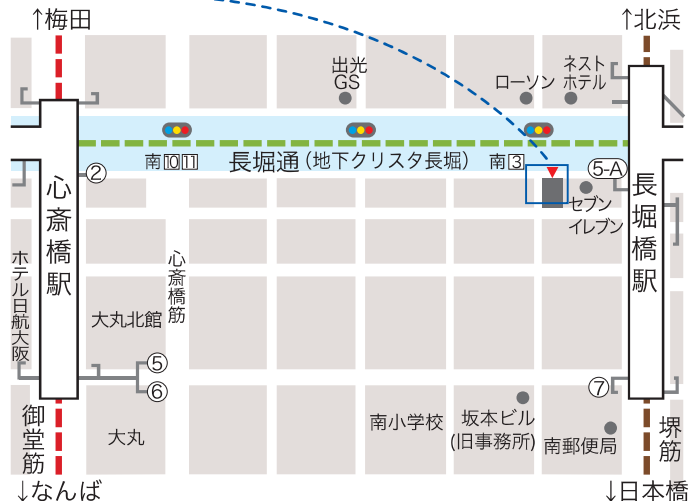 ↑梅田
↑北浜
出光
GS
ローソン
ネスト
ホテル
南10 11
長堀通(地下クリスタ長堀)
南3
②
5-A
セブン
イレブン
心斎橋駅
長堀橋駅
ホテル日航大阪
心斎橋筋
大丸北館
⑤
⑥
⑦
御堂筋
大丸
南小学校
坂本ビル
(旧事務所)
南郵便局
堺筋
↓なんば
↓日本橋